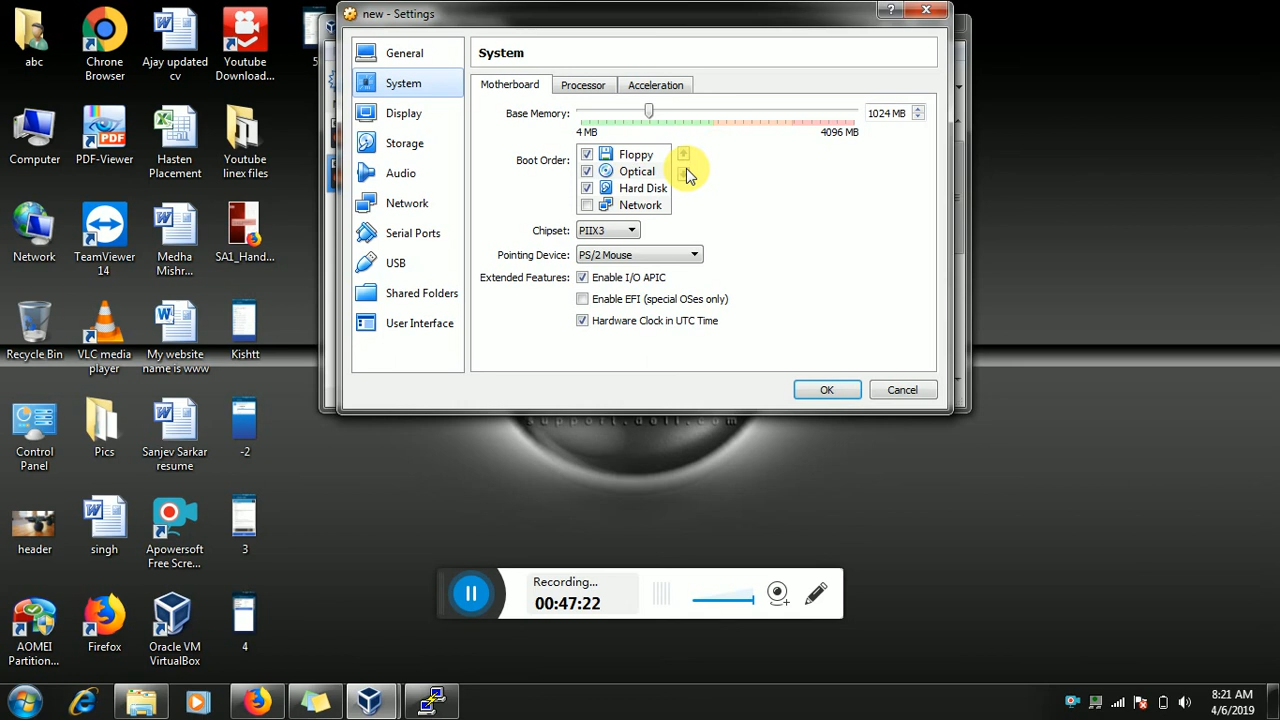 new - Settings
?
General
System
Display
Storage
Audio
Network
Serial Ports
USB
Shared Folders
User Interface
System
Motherboard
Processor
Acceleration
Base Memory:
1024 MB
4 MB
4096 MB
Boot Order:
Floppy
Optical
Hard Disk
Network
Chipset:
PIIX3
Pointing Device:
PS/2 Mouse
Extended Features:
Enable I/O APIC
Enable EFI (special OSes only)
Hardware Clock in UTC Time
OK
Cancel
abc
Chrome
Browser
Ajay updated
cv
Youtube
Download...
5
Computer
PDF-Viewer
Hasten
Placement
Youtube
linex files
Network
TeamViewer
14
Medha
Mishr...
SA1_Hand...
Recycle Bin
VLC media
player
My website
name is www
Kishtt
Control
Panel
Pics
Sanjev Sarkar
resume
-2
header
singh
Apowersoft
Free Scre...
3
AOMEI
Partition...
Firefox
Oracle VM
VirtualBox
4
support.dell.com
Recording...
00:47:22
8:21 AM
4/6/2019